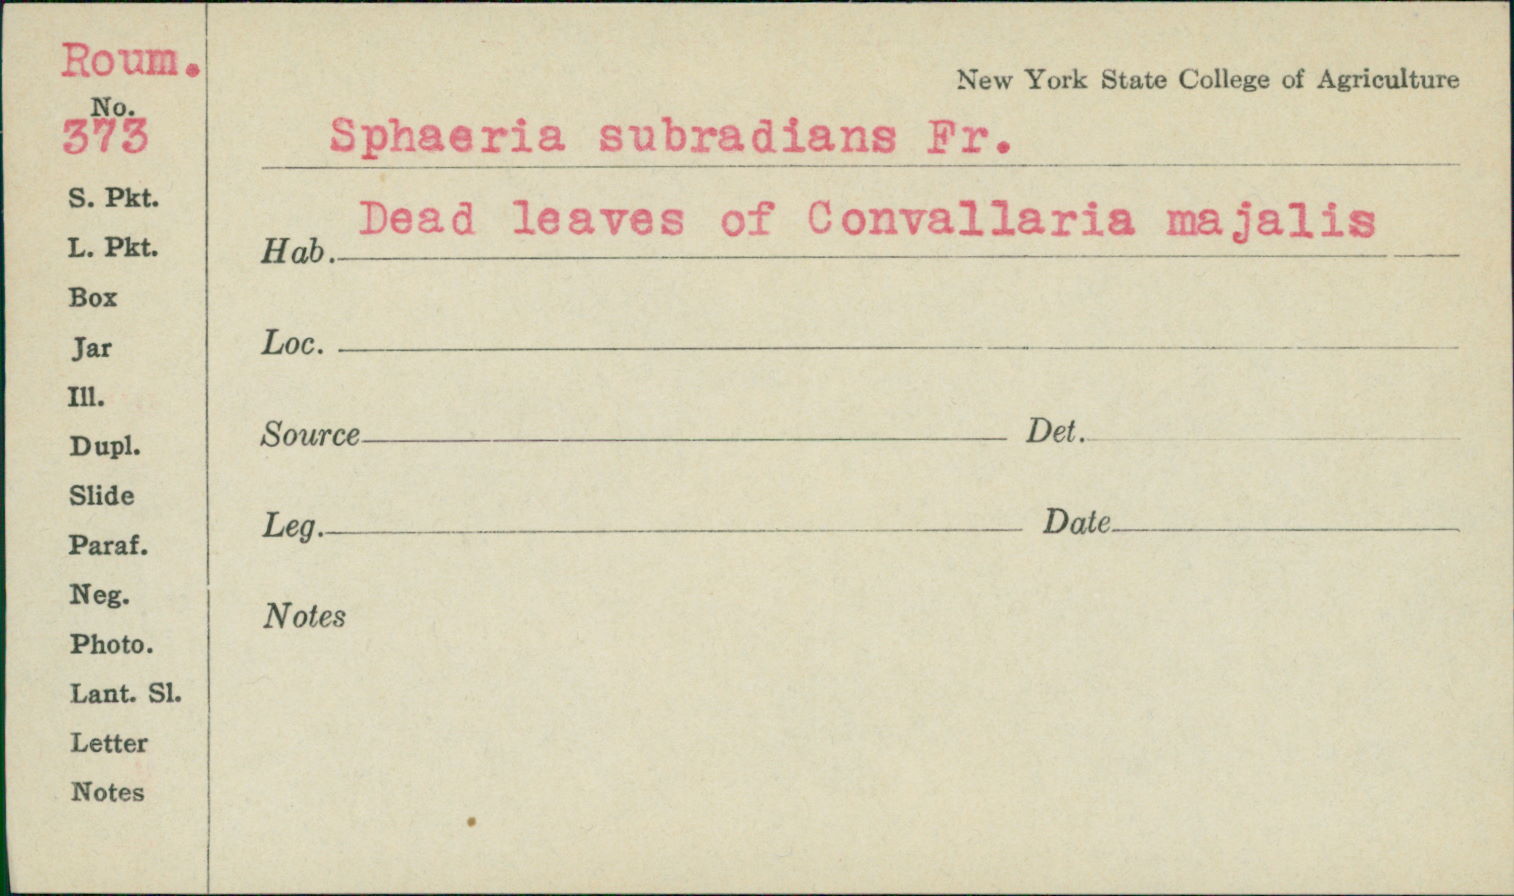 Roum.
No.
373
S. Pkt.
L. Pkt.
Box
Jar
Ill.
Dupl.
Slide
Paraf.
Neg.
Photo.
Lant. Sl.
Letter
Notes
New York State College of Agriculture
Sphaeria subradians Fr.
Hab. Dead leaves of Convallaria majalis
Loc.
Source Det.
Leg. Date
Notes